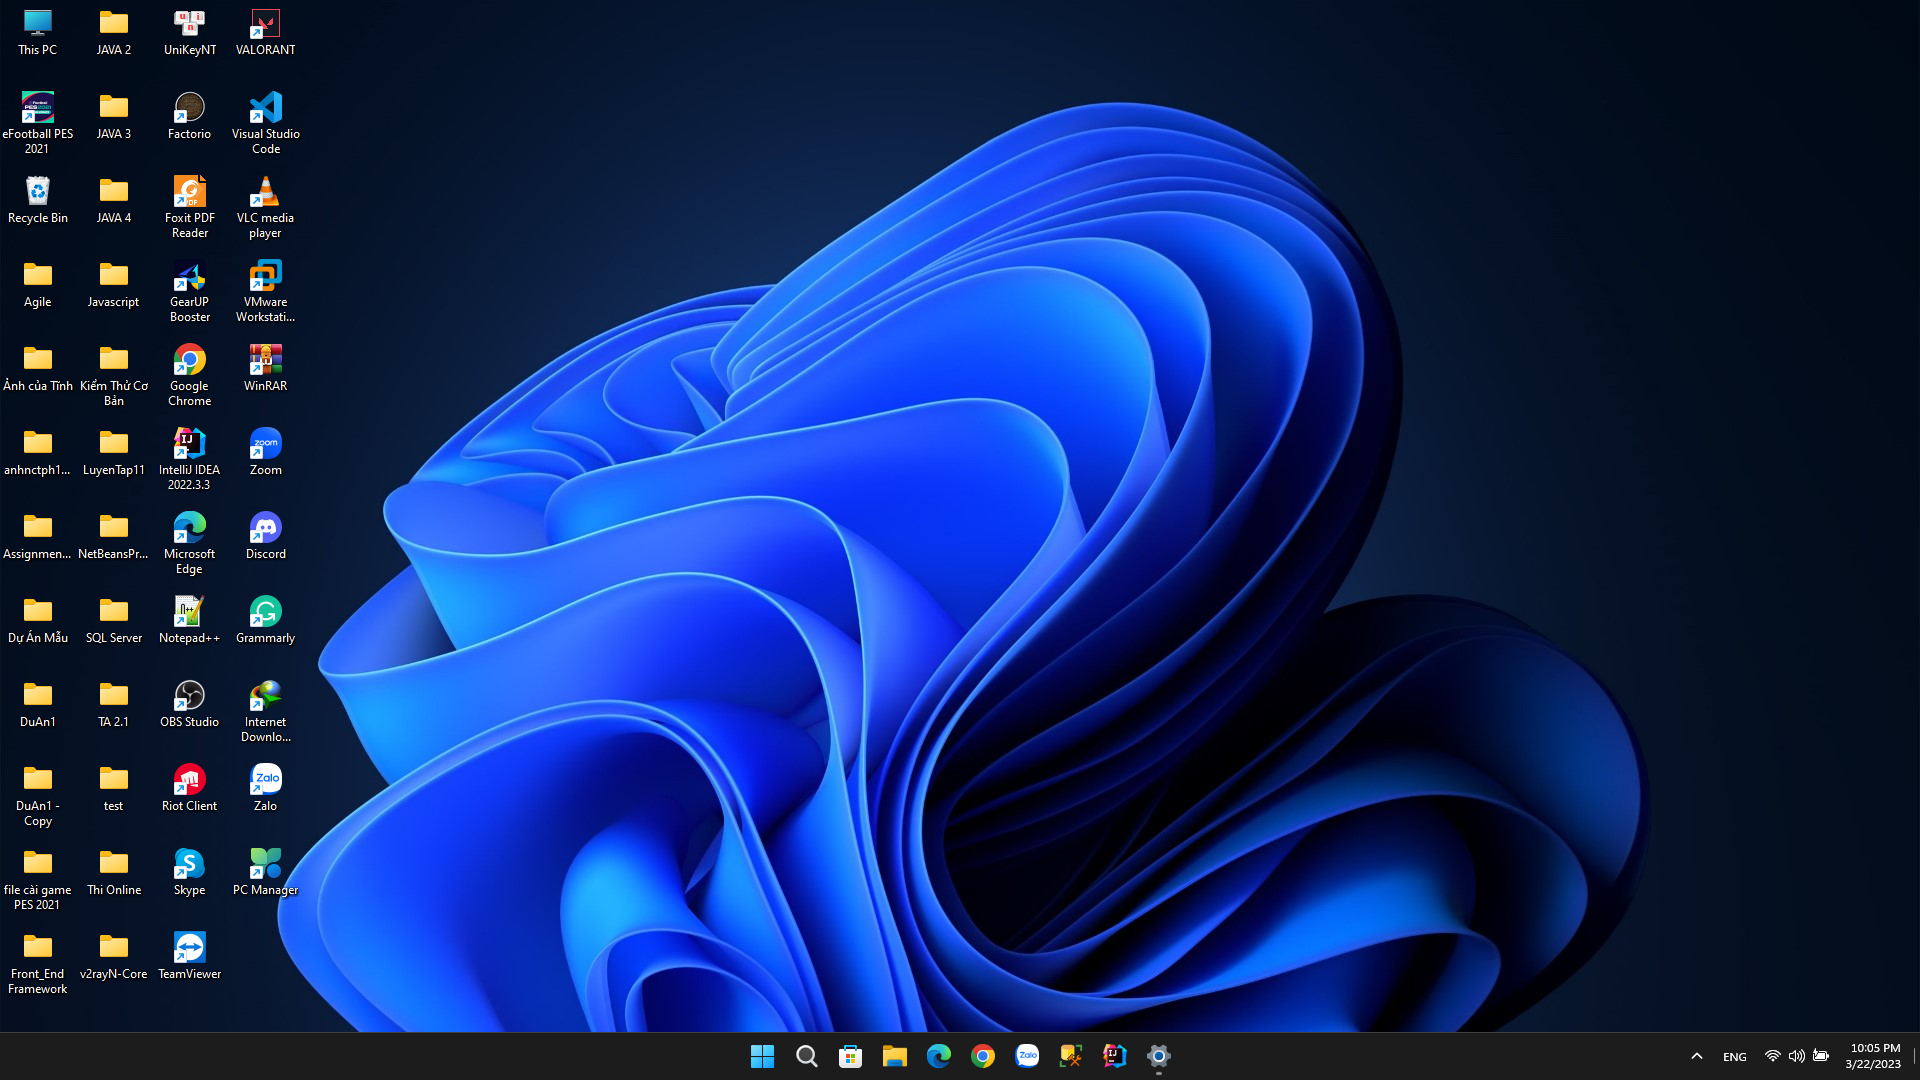 This PC
JAVA 2
UniKeyNT
VALORANT
eFootball PES
2021
JAVA 3
Factorio
Visual Studio
Code
Recycle Bin
JAVA 4
Foxit PDF
Reader
VLC media
player
Agile
Javascript
GearUP
Booster
VMware
Workstati...
Ảnh của Tĩnh
Kiểm Thử Cơ
Bản
Google
Chrome
WinRAR
anhnctph1...
LuyenTap11
IntelliJ IDEA
2022.3.3
zoom
Zoom
Assignmen...
NetBeansPr...
Microsoft
Edge
Discord
Dự Án Mẫu
SQL Server
Notepad++
Grammarly
DuAn1
TA 2.1
OBS Studio
Internet
Downlo...
DuAn1 -
Copy
test
Riot Client
Zalo
Zalo
file cài game
PES 2021
Thi Online
Skype
PC Manager
Front_End
Framework
v2rayN-Core
TeamViewer
Zalo
ENG
10:05 PM
3/22/2023